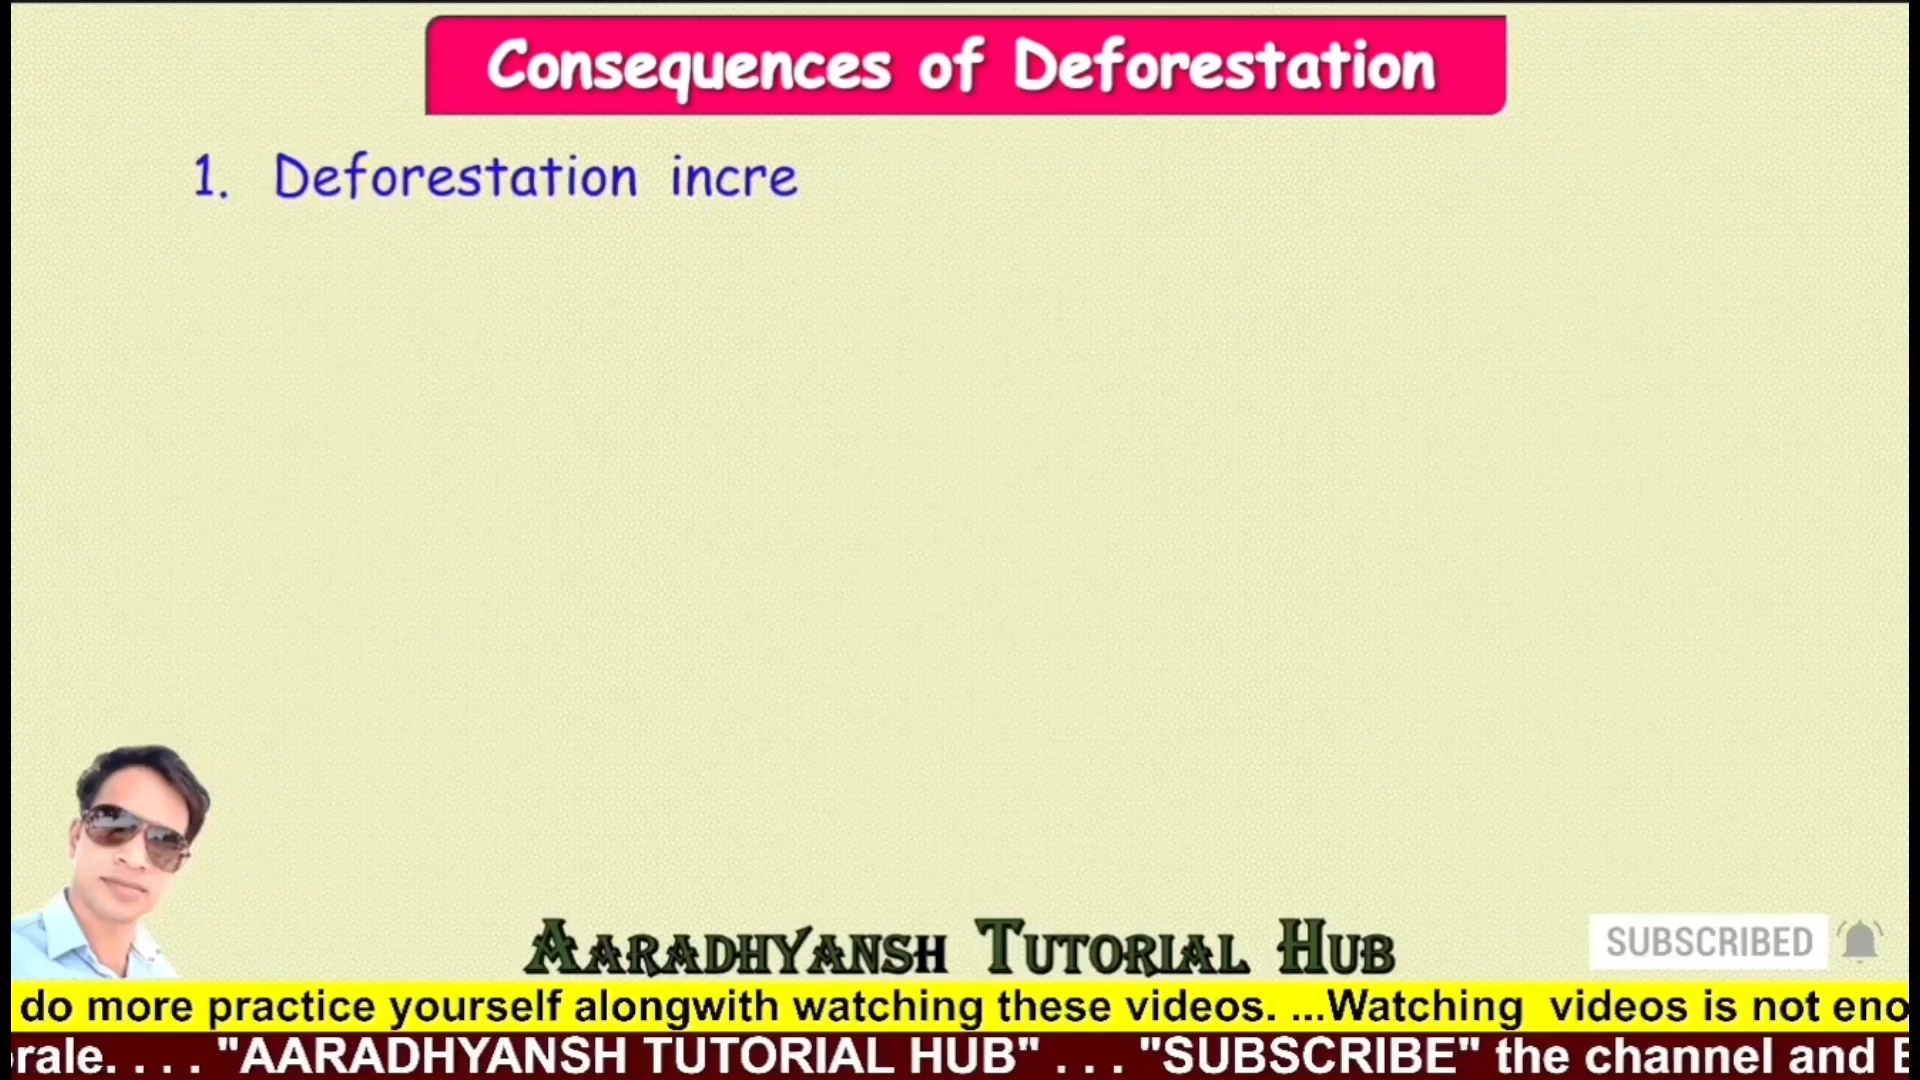 Consequences of Deforestation
1. Deforestation incre
AARADHYANSH TUTORIAL HUB
SUBSCRIBED
do more practice yourself alongwith watching these videos. ...Watching videos is not eno
rale. . . . "AARADHYANSH TUTORIAL HUB" . . . "SUBSCRIBE" the channel and